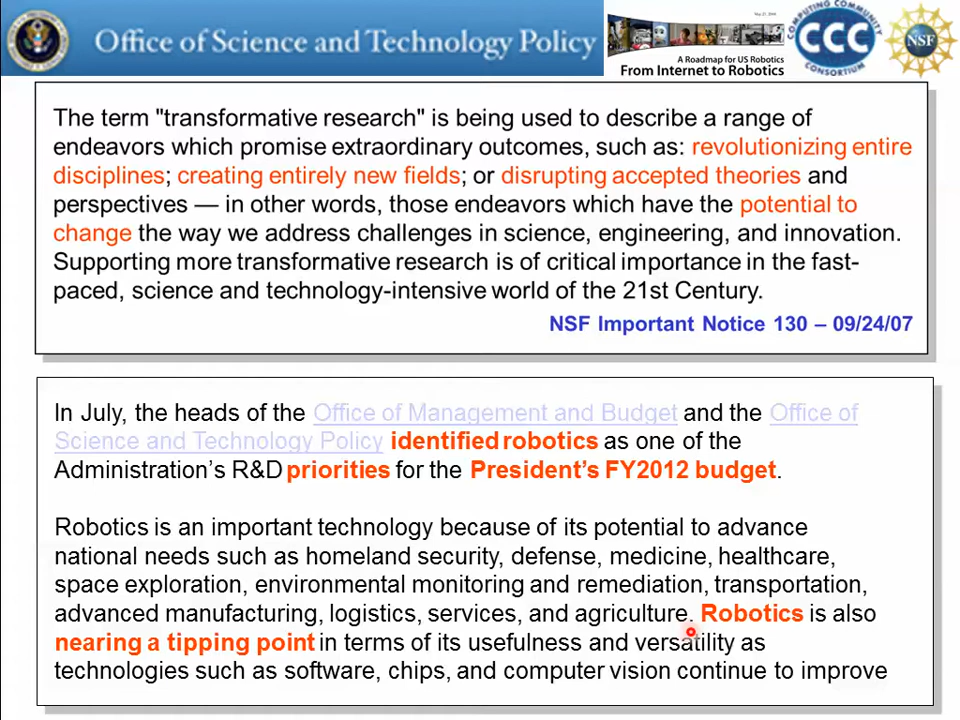 Office of Science and Technology Policy
A Roadmap for US Robotics
From Internet to Robotics
COMPUTING COMMUNITY
CCC
CONSORTIUM
NSF
The term "transformative research" is being used to describe a range of
endeavors which promise extraordinary outcomes, such as: revolutionizing entire
disciplines; creating entirely new fields; or disrupting accepted theories and
perspectives — in other words, those endeavors which have the potential to
change the way we address challenges in science, engineering, and innovation.
Supporting more transformative research is of critical importance in the fast-
paced, science and technology-intensive world of the 21st Century.
NSF Important Notice 130 – 09/24/07
In July, the heads of the Office of Management and Budget and the Office of
Science and Technology Policy identified robotics as one of the
Administration's R&D priorities for the President's FY2012 budget.
Robotics is an important technology because of its potential to advance
national needs such as homeland security, defense, medicine, healthcare,
space exploration, environmental monitoring and remediation, transportation,
advanced manufacturing, logistics, services, and agriculture. Robotics is also
nearing a tipping point in terms of its usefulness and versatility as
technologies such as software, chips, and computer vision continue to improve